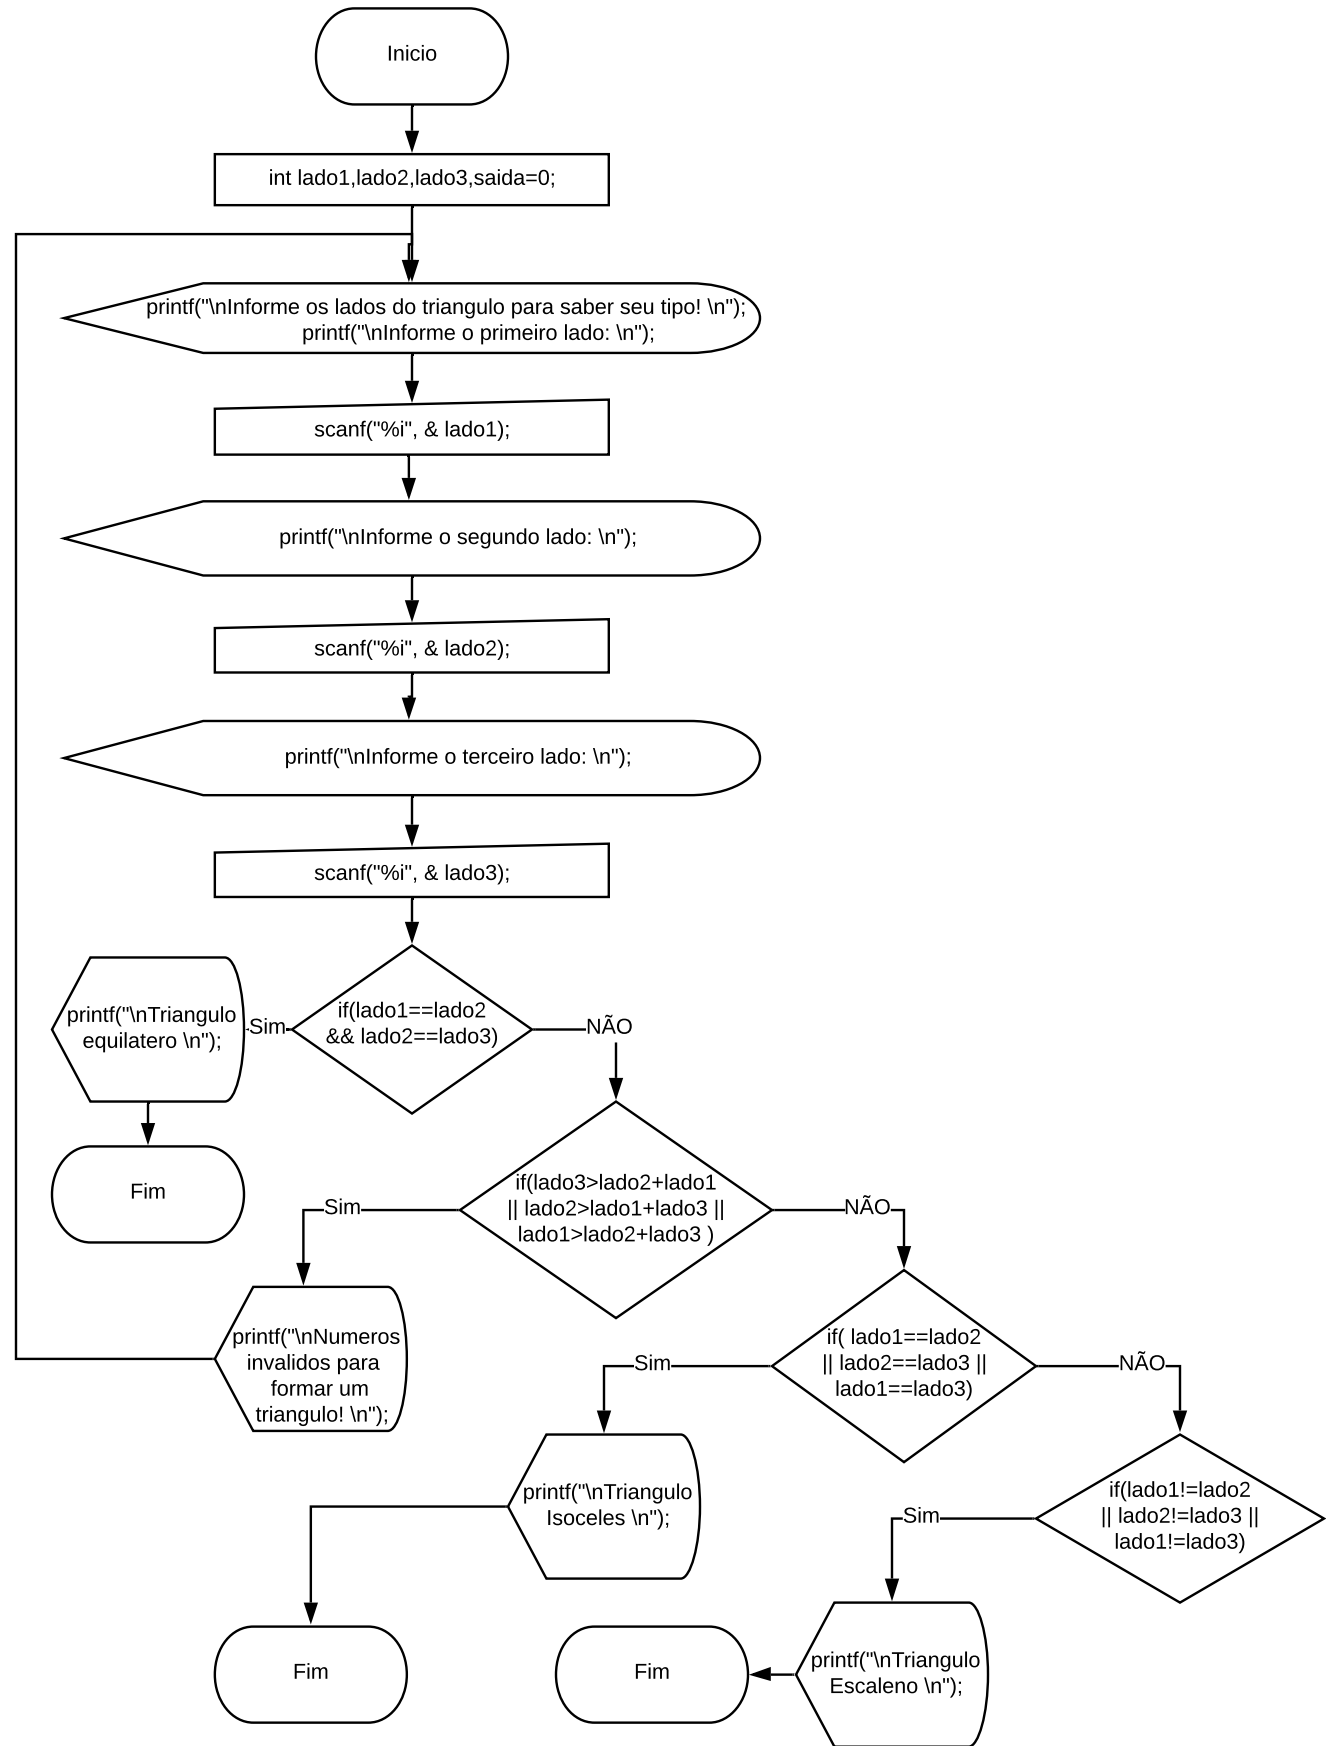 Inicio
int lado1,lado2,lado3,saida=0;
printf("\nInforme os lados do triangulo para saber seu tipo! \n");
printf("\nInforme o primeiro lado: \n");
scanf("%i", & lado1);
printf("\nInforme o segundo lado: \n");
scanf("%i", & lado2);
printf("\nInforme o terceiro lado: \n");
scanf("%i", & lado3);
if(lado1==lado2
&& lado2==lado3)
Sim
NÃO
printf("\nTriangulo
equilatero \n");
Fim
if(lado3>lado2+lado1
|| lado2>lado1+lado3 ||
lado1>lado2+lado3 )
Sim
NÃO
printf("\nNumeros
invalidos para
formar um
triangulo! \n");
if( lado1==lado2
|| lado2==lado3 ||
lado1==lado3)
Sim
NÃO
printf("\nTriangulo
Isoceles \n");
Fim
if(lado1!=lado2
|| lado2!=lado3 ||
lado1!=lado3)
Sim
printf("\nTriangulo
Escaleno \n");
Fim